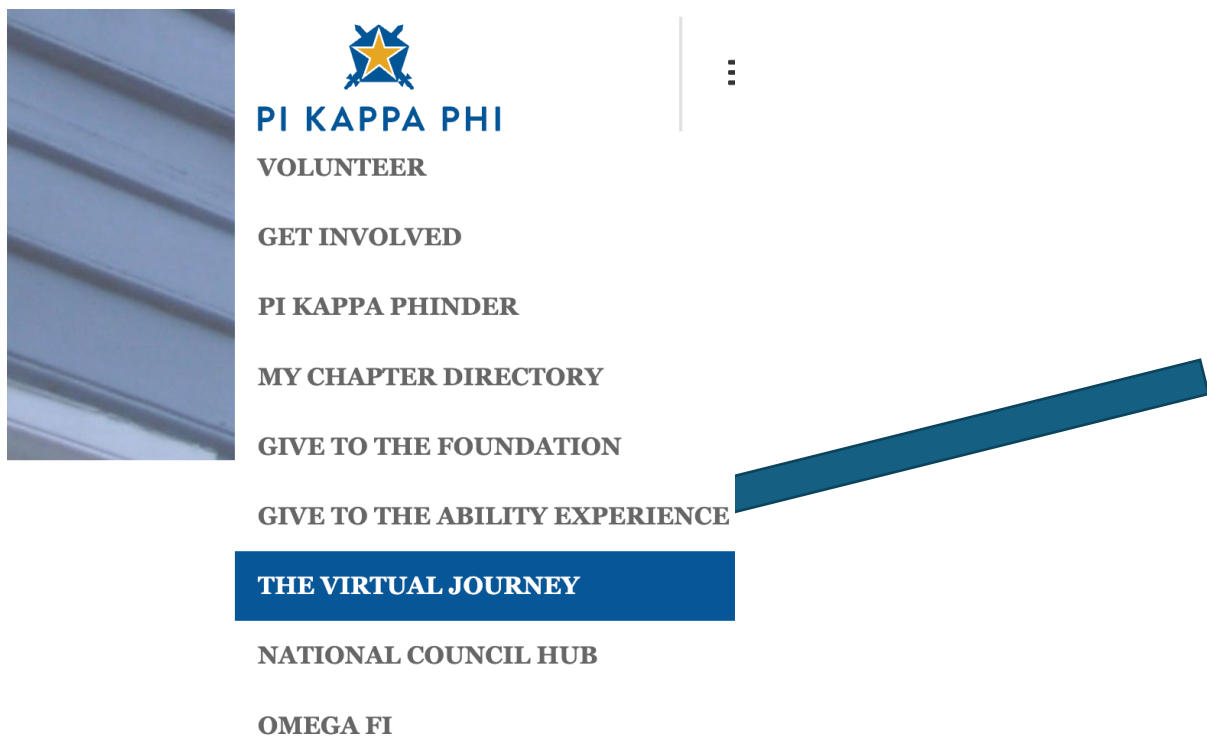 PI KAPPA PHI
VOLUNTEER
GET INVOLVED
PI KAPPA PHINDER
MY CHAPTER DIRECTORY
GIVE TO THE FOUNDATION
GIVE TO THE ABILITY EXPERIENCE
THE VIRTUAL JOURNEY
NATIONAL COUNCIL HUB
OMEGA FI